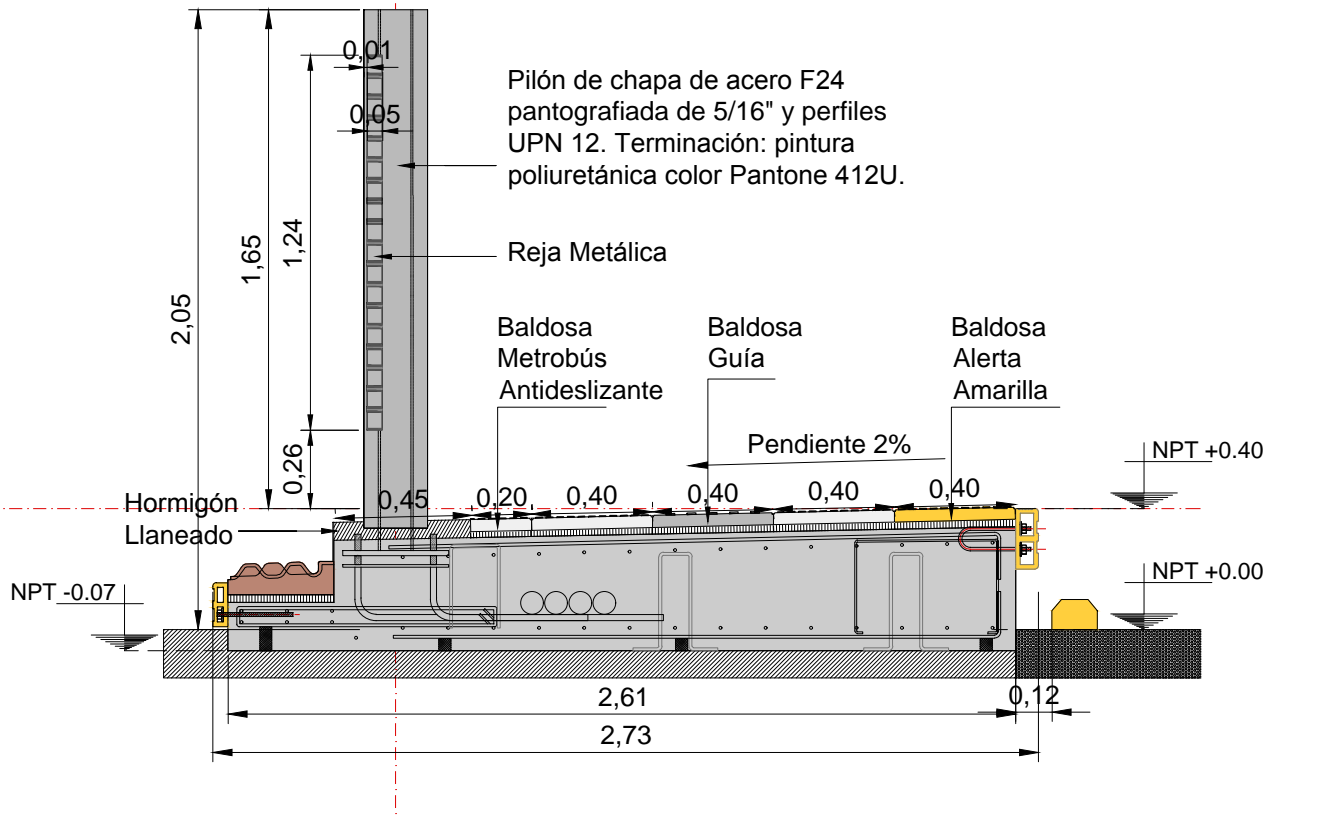 0,01
0,05
Pilón de chapa de acero F24
pantografiada de 5/16" y perfiles
UPN 12. Terminación: pintura
poliuretánica color Pantone 412U.
Reja Metálica
2,05
1,65
1,24
0,26
Baldosa
Metrobús
Antideslizante
Baldosa
Guía
Baldosa
Alerta
Amarilla
Pendiente 2%
NPT +0.40
Hormigón
Llaneado
0,45
0,20
0,40
0,40
0,40
0,40
NPT -0.07
NPT +0.00
2,61
0,12
2,73